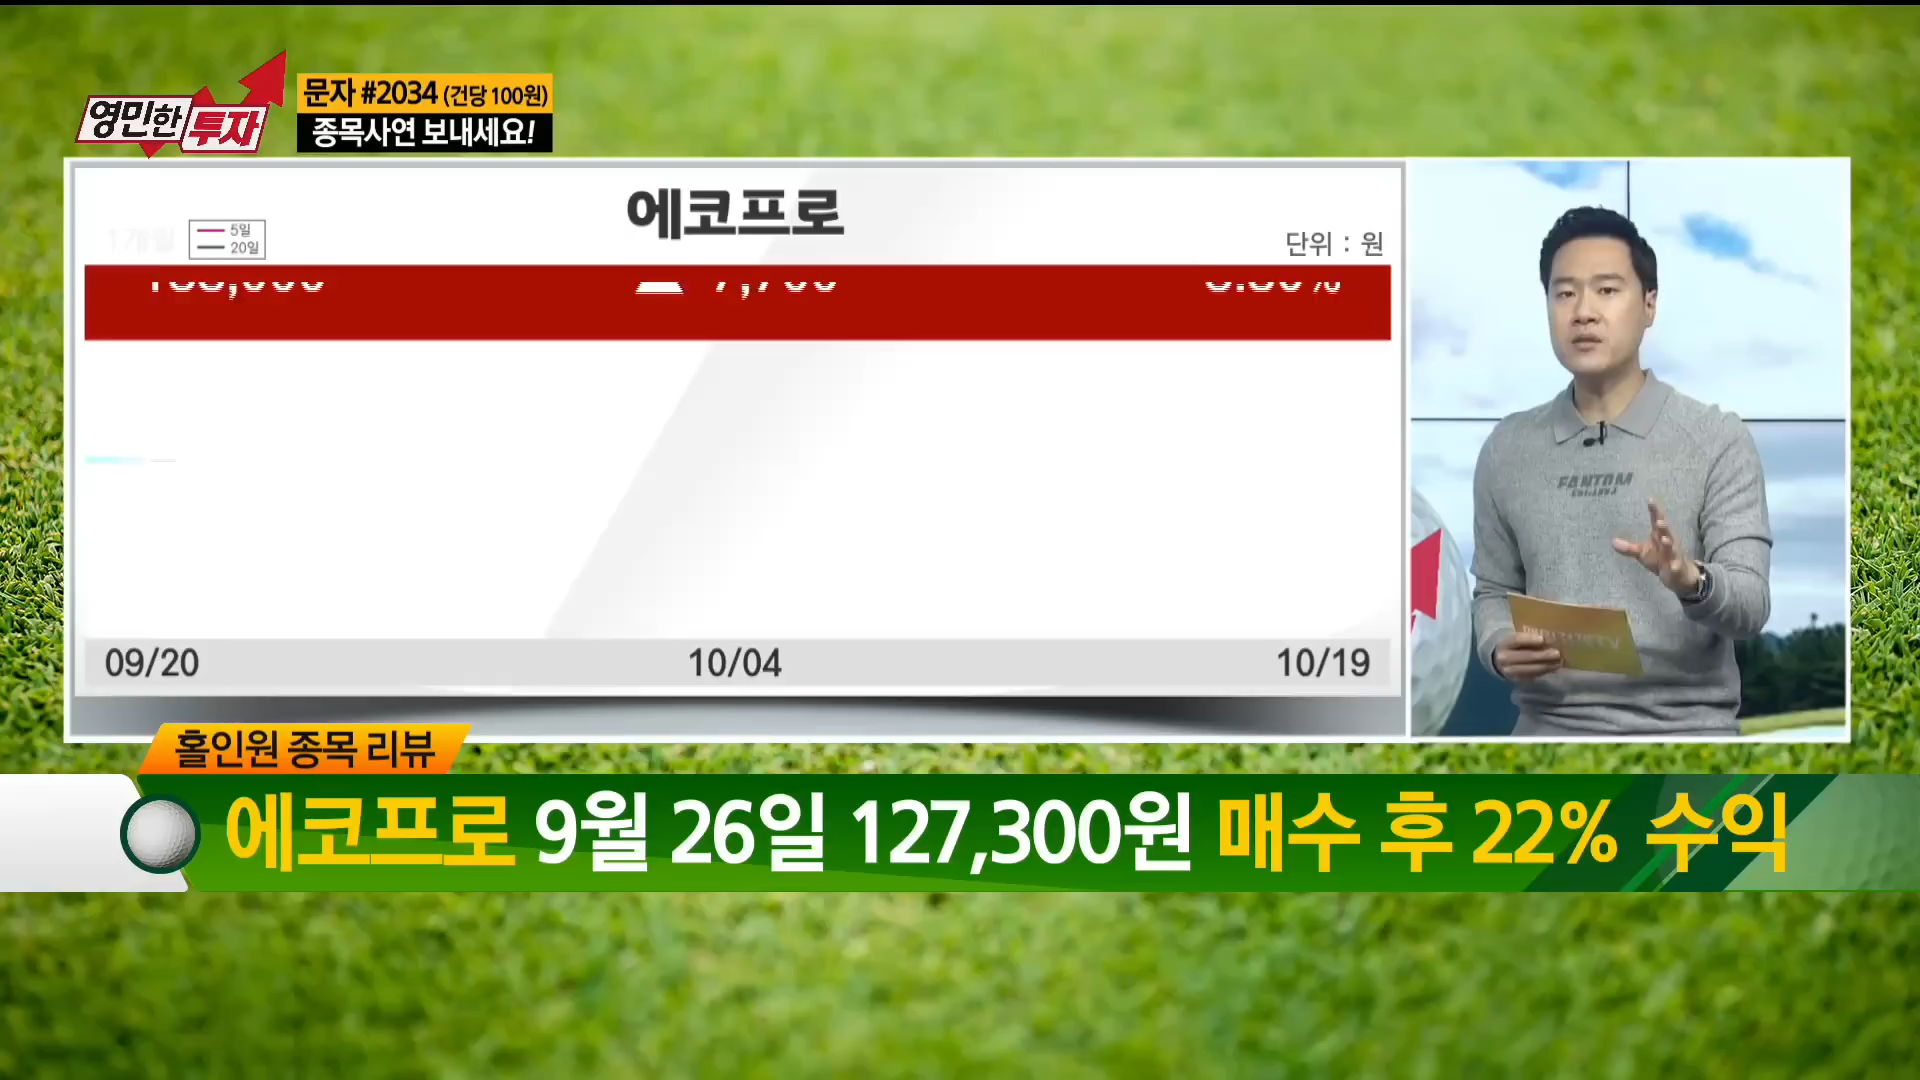 영민한 투자
문자 #2034 (건당 100원)
종목사연 보내세요!
에코프로
5일
20일
단위 : 원
09/20 10/04 10/19
FANTOM
홀인원 종목 리뷰
에코프로 9월 26일 127,300원 매수 후 22% 수익